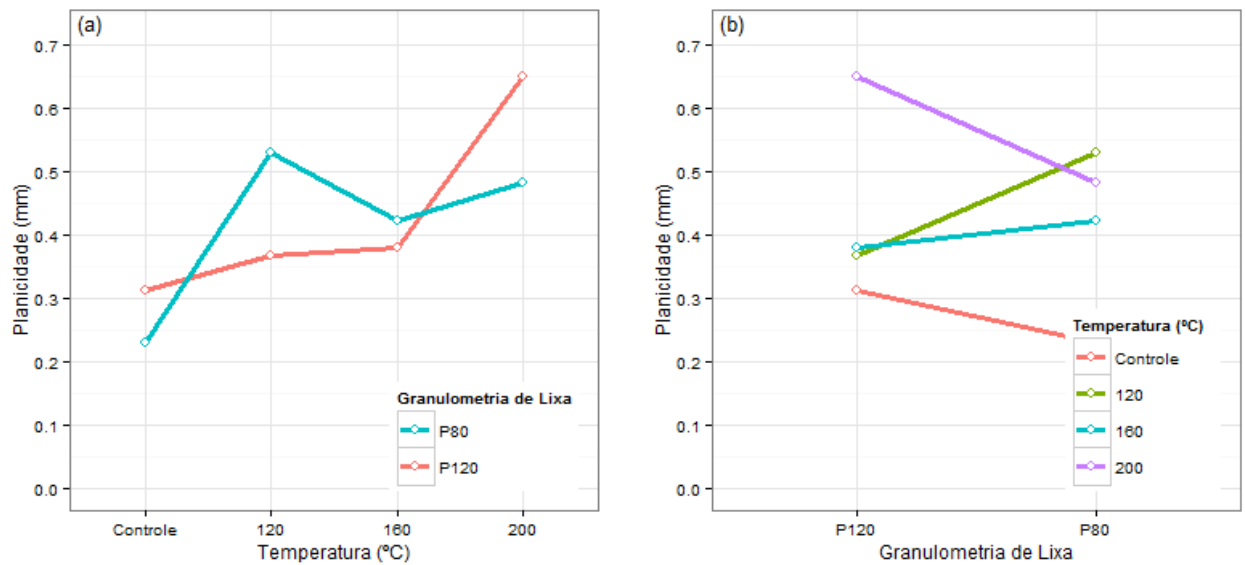 (a)
0.7
0.6
0.5
0.4
0.3
0.2
0.1
0.0
Planicidade (mm)
Granulometria de Lixa
P80
P120
Controle 120 160 200
Temperatura (ºC)
(b)
0.7
0.6
0.5
0.4
0.3
0.2
0.1
0.0
Planicidade (mm)
Temperatura (ºC)
Controle
120
160
200
P120 P80
Granulometria de Lixa